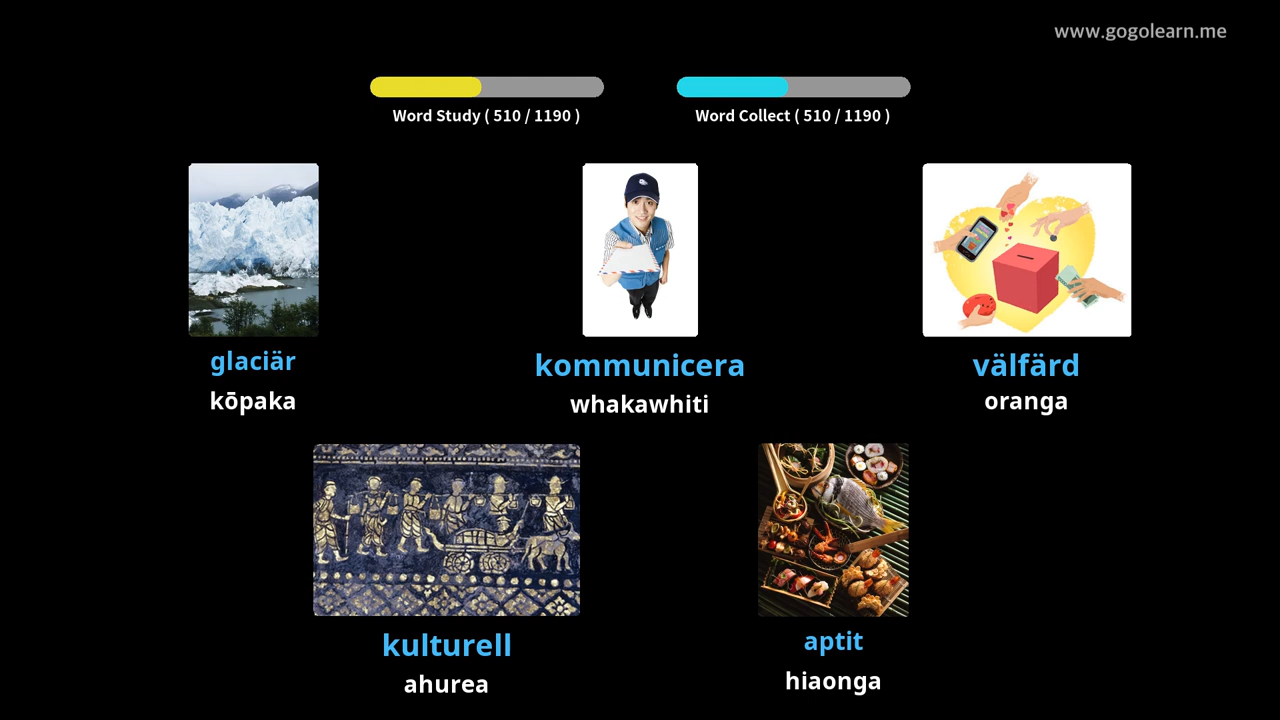 www.gogolearn.me
Word Study ( 510 / 1190 )
Word Collect ( 510 / 1190 )
glaciär
kōpaka
kommunicera
whakawhiti
välfärd
oranga
kulturell
ahurea
aptit
hiaonga